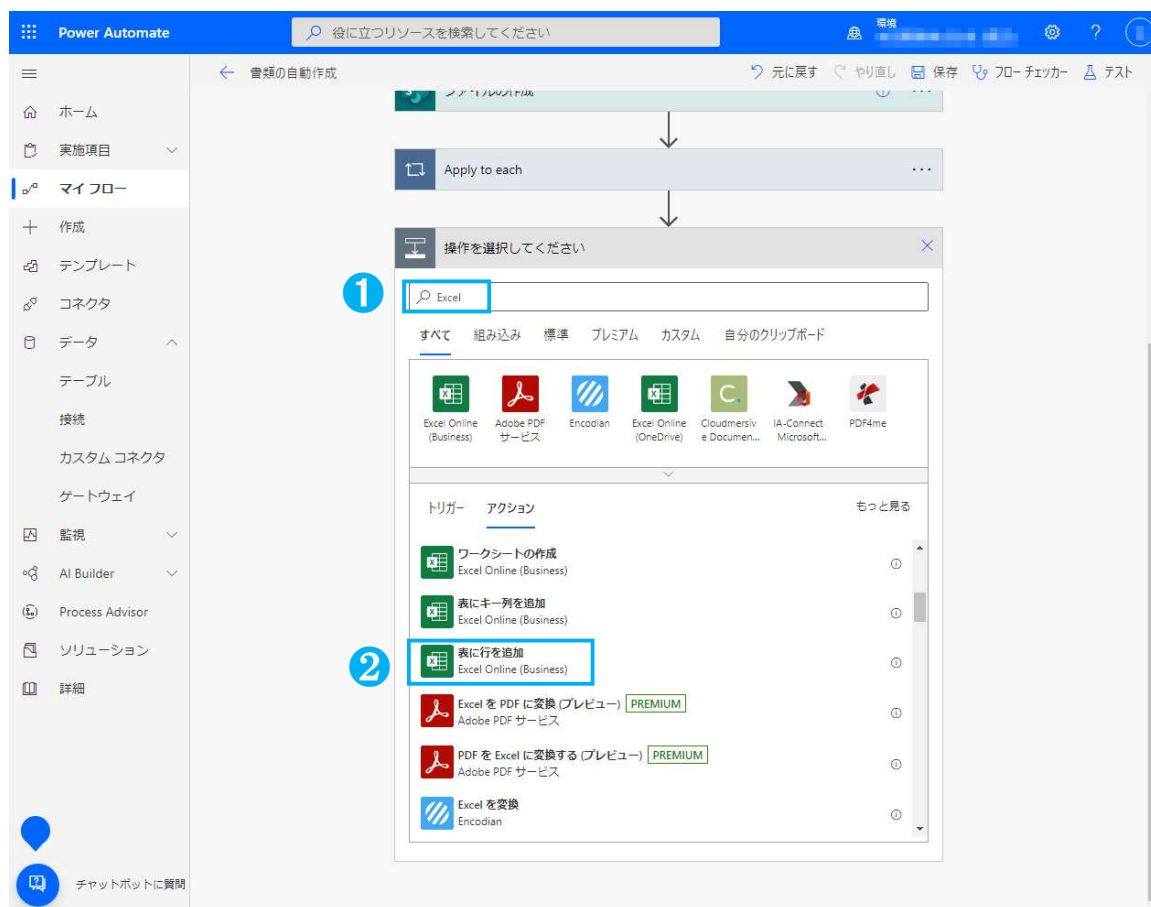 Power Automate
役に立つリソースを検索してください
環境
?
書類の自動作成
元に戻す
やり直し
保存
フロー チェッカー
テスト
ホーム
実施項目
マイ フロー
作成
テンプレート
コネクタ
データ
テーブル
接続
カスタム コネクタ
ゲートウェイ
監視
AI Builder
Process Advisor
ソリューション
詳細
チャットボットに質問
ファイルの作成
Apply to each
操作を選択してください
1
Excel
すべて 組み込み 標準 プレミアム カスタム 自分のクリップボード
Excel Online (Business)
Adobe PDF サービス
Encodian
Excel Online (OneDrive)
Cloudmersiv e Documen...
IA-Connect Microsoft...
PDF4me
トリガー アクション もっと見る
ワークシートの作成
Excel Online (Business)
表にキー列を追加
Excel Online (Business)
2
表に行を追加
Excel Online (Business)
Excel を PDF に変換 (プレビュー) PREMIUM
Adobe PDF サービス
PDF を Excel に変換する (プレビュー) PREMIUM
Adobe PDF サービス
Excel を変換
Encodian